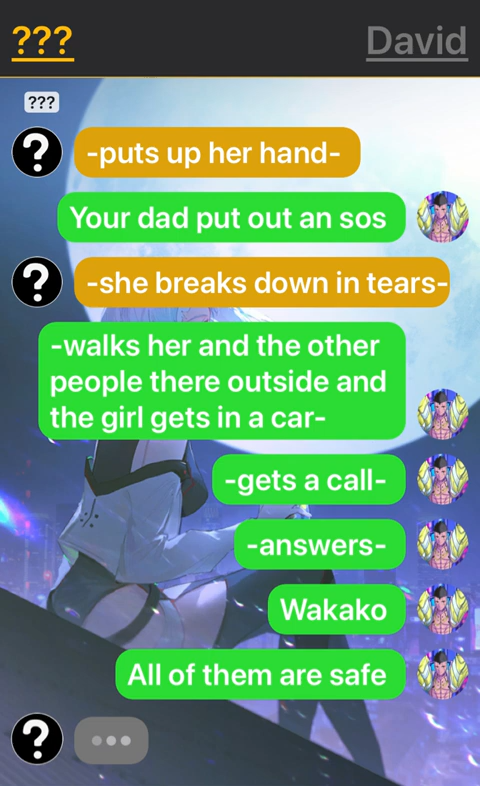 ???
David
???
?
-puts up her hand-
Your dad put out an sos
?
-she breaks down in tears-
-walks her and the other
people there outside and
the girl gets in a car-
-gets a call-
-answers-
Wakako
All of them are safe
?